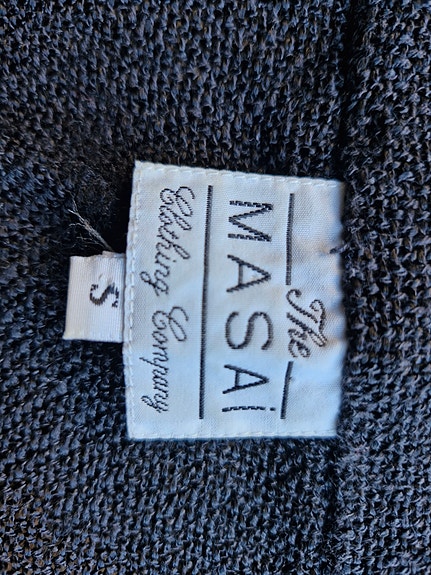 The
MASAi
Clothing Company
S